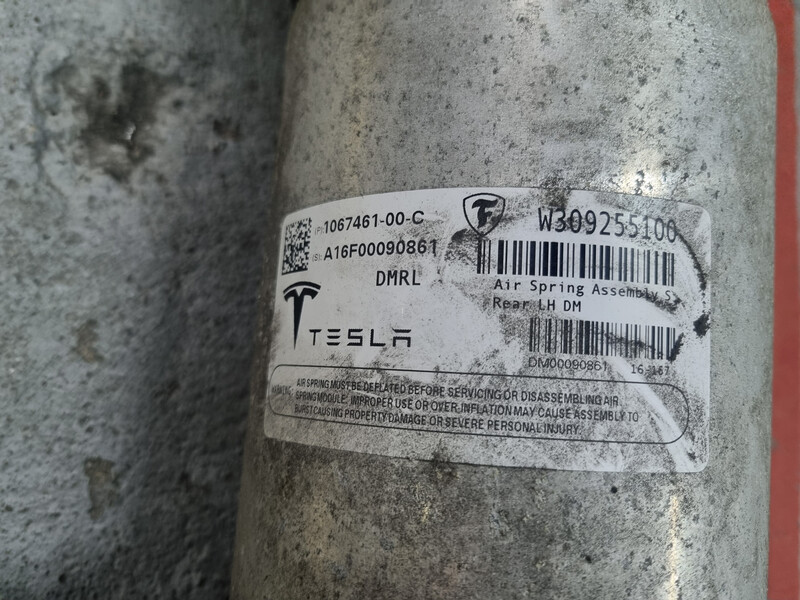 (P)1067461-00-C
(S):A16F00090861
DMRL
TESLA
F
W309255100
Air Spring Assembly S.
Rear LH DM
DM00090861 16-167
WARNING: AIR SPRING MUST BE DEFLATED BEFORE SERVICING OR DISASSEMBLING AIR
SPRING MODULE. IMPROPER USE OR OVER-INFLATION MAY CAUSE ASSEMBLY TO
BURST CAUSING PROPERTY DAMAGE OR SEVERE PERSONAL INJURY.